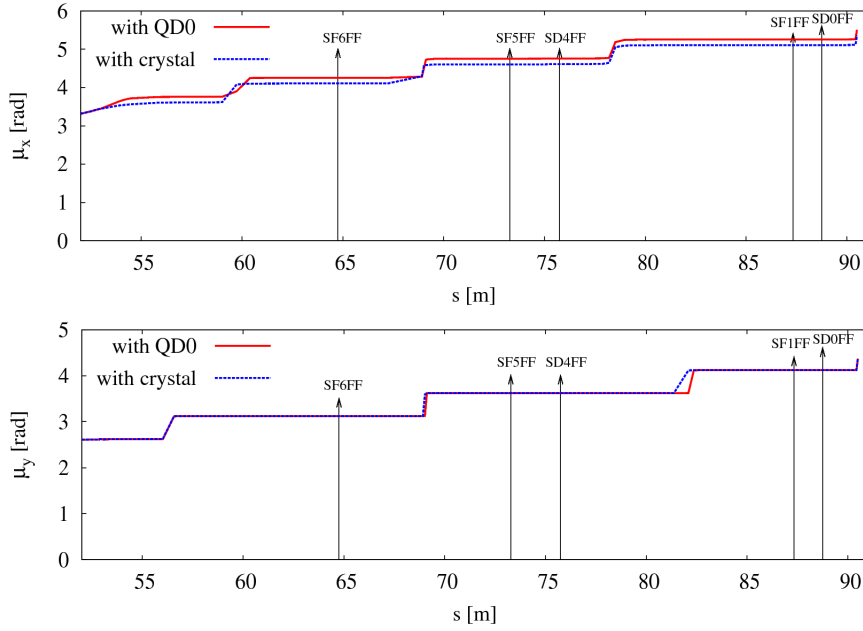 6
5
4
3
2
1
0
μx [rad]
with QD0
with crystal
SF6FF
SF5FF
SD4FF
SF1FF
SD0FF
55 60 65 70 75 80 85 90
s [m]
5
4
3
2
1
0
μy [rad]
with QD0
with crystal
SF6FF
SF5FF
SD4FF
SF1FF
SD0FF
55 60 65 70 75 80 85 90
s [m]